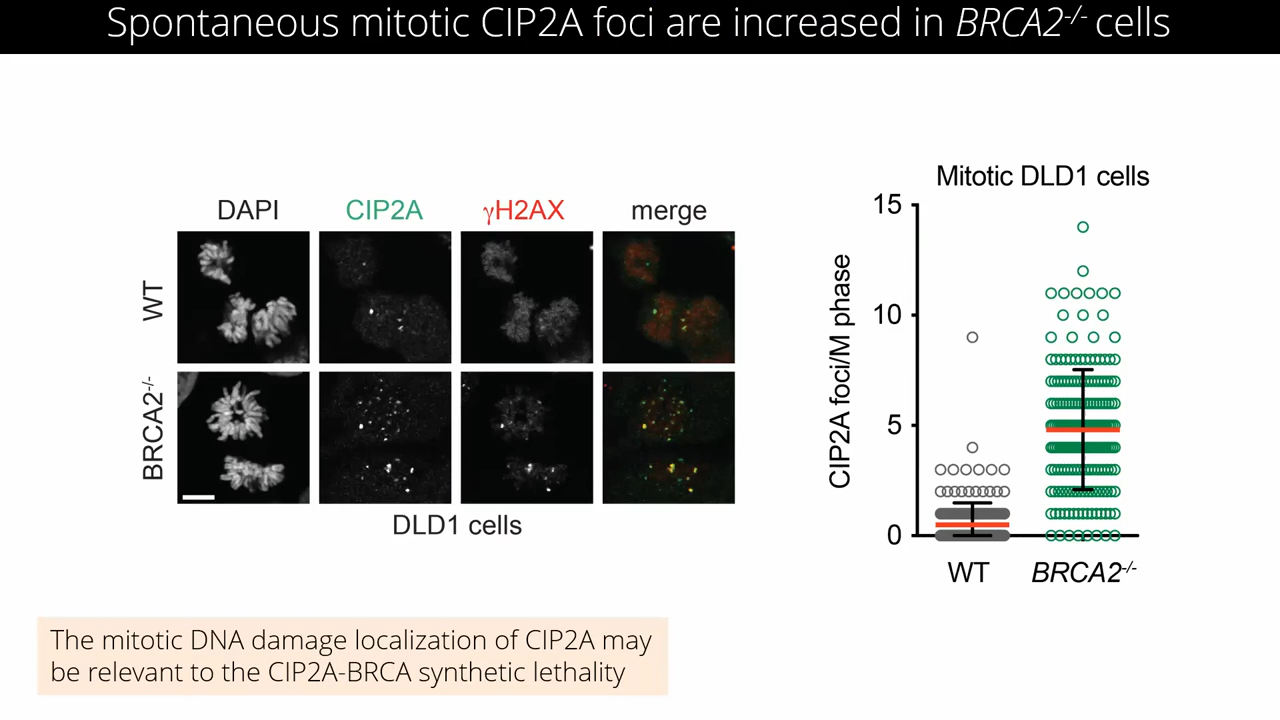 Spontaneous mitotic CIP2A foci are increased in BRCA2-/- cells
DAPI CIP2A γH2AX merge
WT
BRCA2-/-
DLD1 cells
Mitotic DLD1 cells
CIP2A foci/M phase
15
10
5
0
WT BRCA2-/-
The mitotic DNA damage localization of CIP2A may
be relevant to the CIP2A-BRCA synthetic lethality